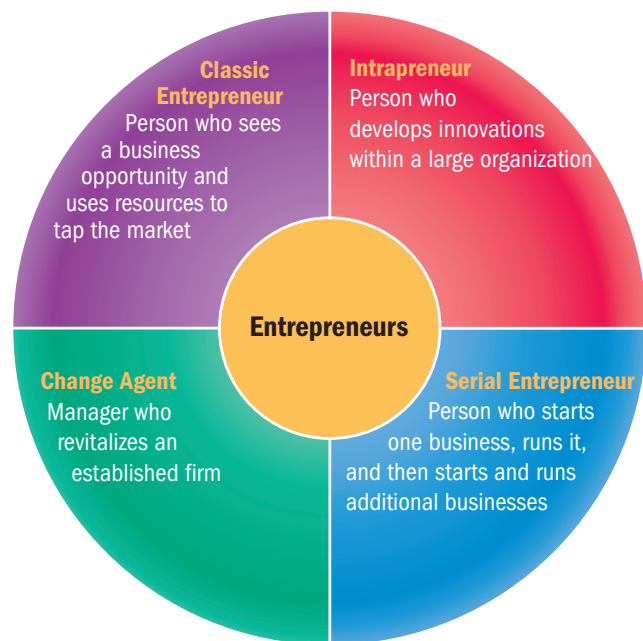 Classic
Entrepreneur
Person who sees
a business
opportunity and
uses resources to
tap the market
Intrapreneur
Person who
develops innovations
within a large organization
Entrepreneurs
Change Agent
Manager who
revitalizes an
established firm
Serial Entrepreneur
Person who starts
one business, runs it,
and then starts and runs
additional businesses